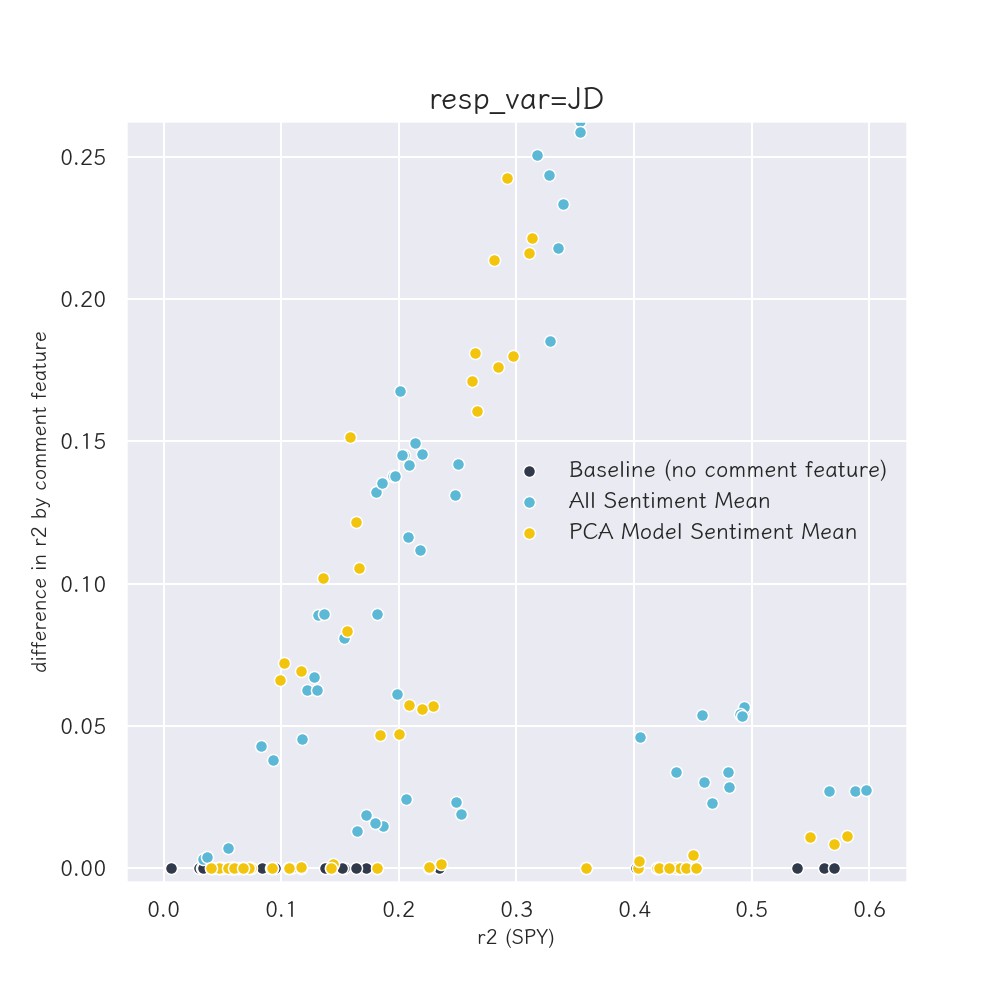 resp_var=JD
0.25
0.20
0.15
0.10
0.05
0.00
difference in r2 by comment feature
Baseline (no comment feature)
All Sentiment Mean
PCA Model Sentiment Mean
0.0 0.1 0.2 0.3 0.4 0.5 0.6
r2 (SPY)